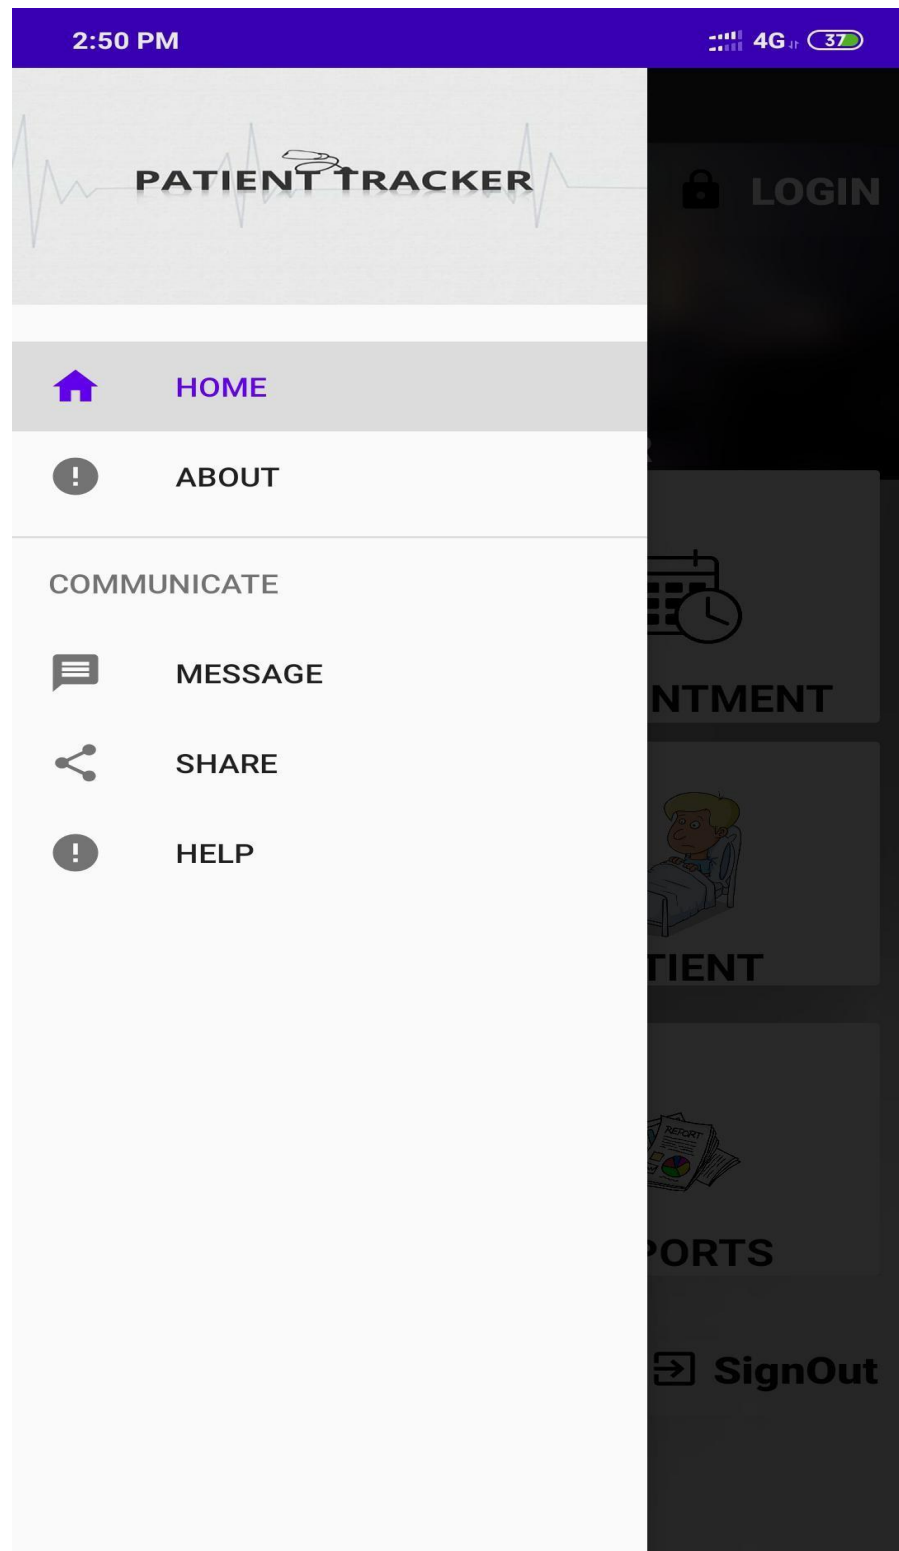 2:50 PM
4G 37
PATIENT TRACKER
LOGIN
HOME
ABOUT
R
COMMUNICATE
MESSAGE
NTMENT
SHARE
HELP
TIENT
REPORT
PORTS
SignOut